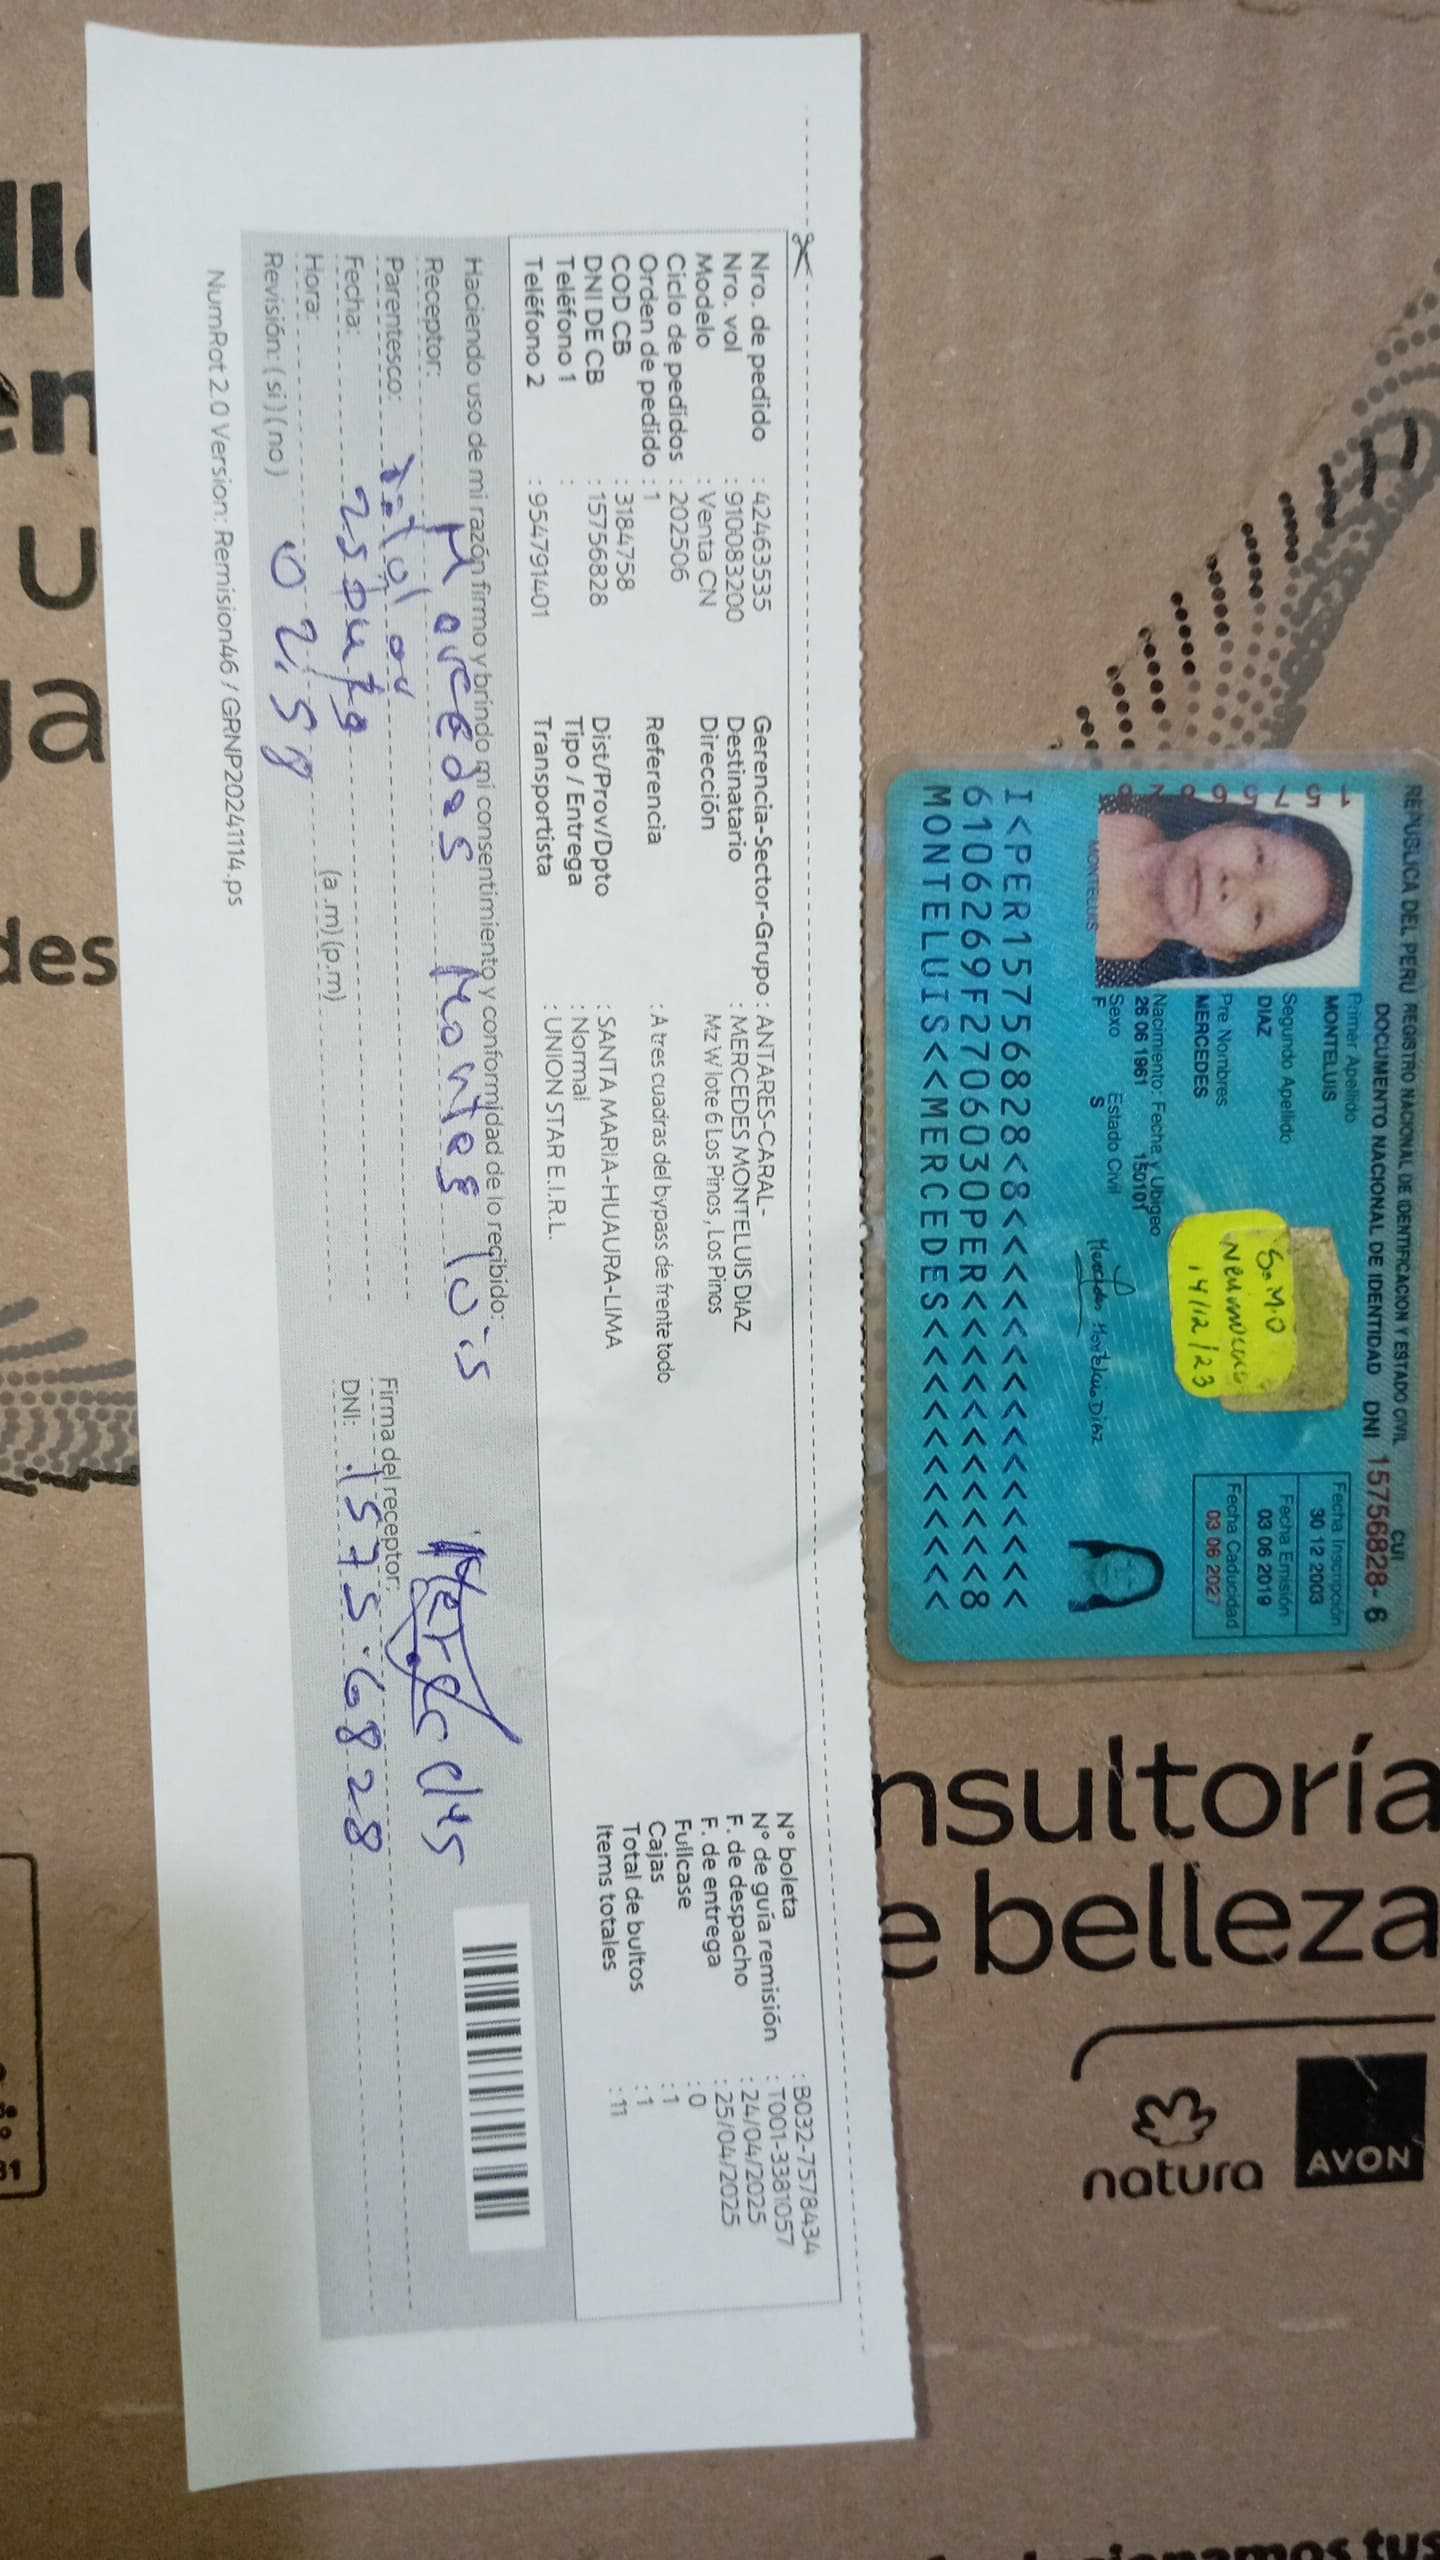 REPUBLICA DEL PERU REGISTRO NACIONAL DE IDENTIFICACION Y ESTADO CIVIL
DOCUMENTO NACIONAL DE IDENTIDAD DNI 15756828-6
CUI
Primer Apellido
MONTELUIS
Segundo Apellido
DIAZ
Pre Nombres
MERCEDES
Nacimiento: Fecha y Ubigeo
26 06 1961 150101
Sexo Estado Civil
F S
Fecha Inscripción
30 12 2003
Fecha Emisión
03 06 2019
Fecha Caducidad
03 06 2027
S.M.O
14/12/23
MONTELUIS
I<PER15756828<8<<<<<<<<<<<<<<<
6106269F2706030PER<<<<<<<<<<<8
MONTELUIS<<MERCEDES<<<<<<<<<<<
nsultoría
e belleza
natura
AVON
Nro. de pedido : 42463535
Nro. vol : 910083200
Modelo : Venta CN
Ciclo de pedidos : 202506
Orden de pedido : 1
COD CB : 3184758
DNI DE CB : 15756828
Teléfono 1 :
Teléfono 2 : 954791401
Gerencia-Sector-Grupo : ANTARES-CARAL-
Destinatario : MERCEDES MONTELUIS DIAZ
Dirección Mz W lote 6 Los Pinos , Los Pinos
Referencia : A tres cuadras del bypass de frente todo
Dist/Prov/Dpto : SANTA MARIA-HUAURA-LIMA
Tipo / Entrega : Normal
Transportista : UNION STAR E.I.R.L.
N° boleta : B032-7578434
N° de guía remisión : T001-3381057
F. de despacho : 24/04/2025
F. de entrega : 25/04/2025
Fullcase : 0
Cajas : 1
Total de bultos : 1
Items totales : 11
Haciendo uso de mi razón firmo y brindo mi consentimiento y conformidad de lo recibido:
Receptor:
Parentesco:
Fecha:
Hora: (a .m) (p.m)
Revisión: ( si ) ( no )
Firma del receptor:
DNI: 15756828
NumRot 2.0 Version: Remision46 / GRNP20241114.ps
des